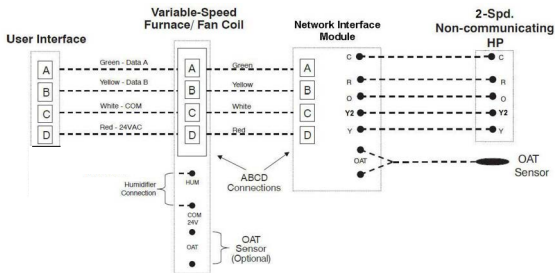 User Interface
A
B
C
D
Green - Data A
Yellow - Data B
White - COM
Red - 24VAC
Variable-Speed
Furnace/ Fan Coil
A
B
C
D
Green
Yellow
White
Red
Network Interface
Module
A
B
C
D
C
R
O
Y2
Y
OAT
2-Spd.
Non-communicating
HP
C
R
O
Y2
Y
OAT
Sensor
ABCD
Connections
Humidifier
Connection
HUM
COM
24V
OAT
OAT
Sensor
(Optional)